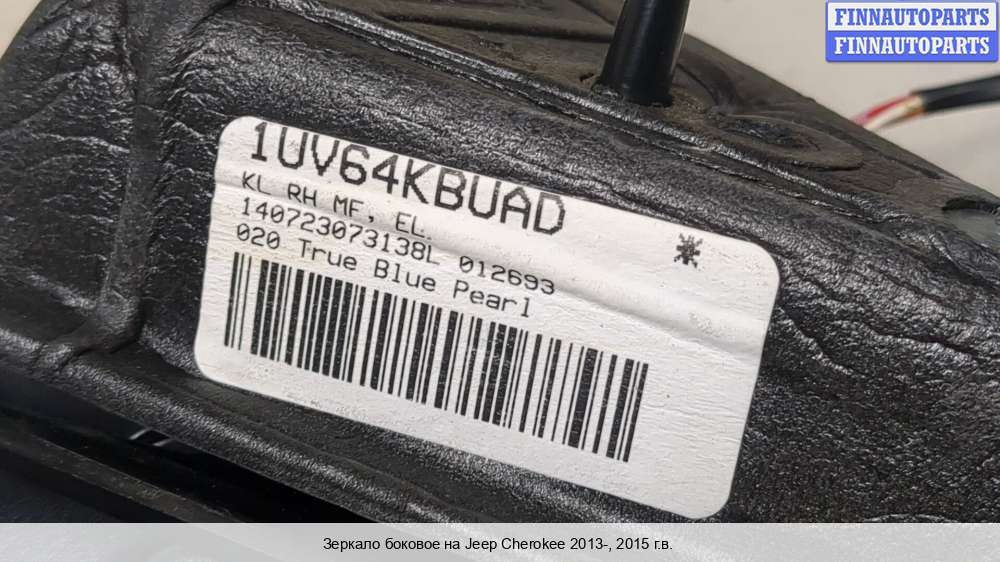 FINNAUTOPARTS
FINNAUTOPARTS
1UV64KBUAD
KL RH MF, EL.
140723073138L 012693
020 True Blue Pearl
Зеркало боковое на Jeep Cherokee 2013-, 2015 г.в.